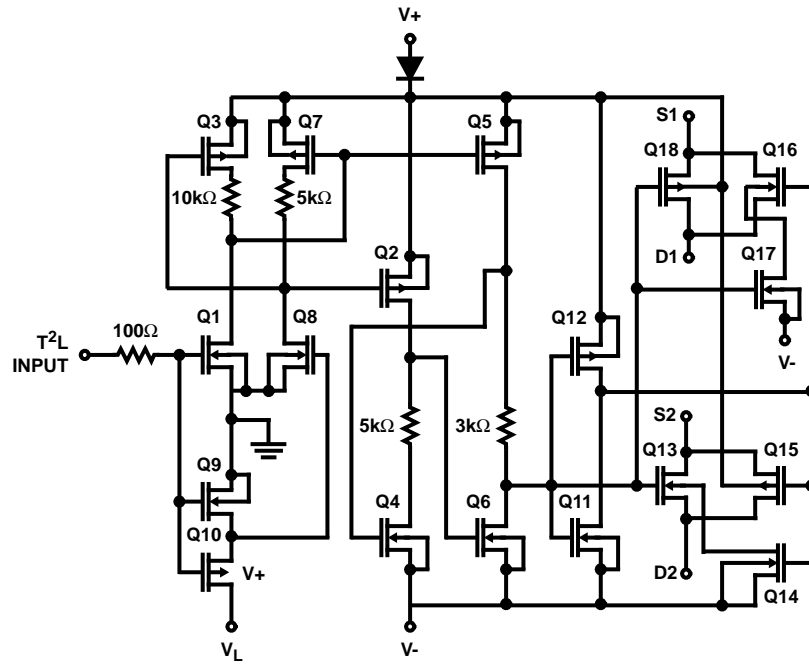 V+
Q3
Q7
Q5
S1
Q18
Q16
10kΩ
5kΩ
Q2
D1
Q17
T²L
INPUT
100Ω
Q1
Q8
Q12
V-
5kΩ
3kΩ
S2
Q13
Q15
Q9
Q10
V+
Q4
Q6
Q11
D2
Q14
VL
V-